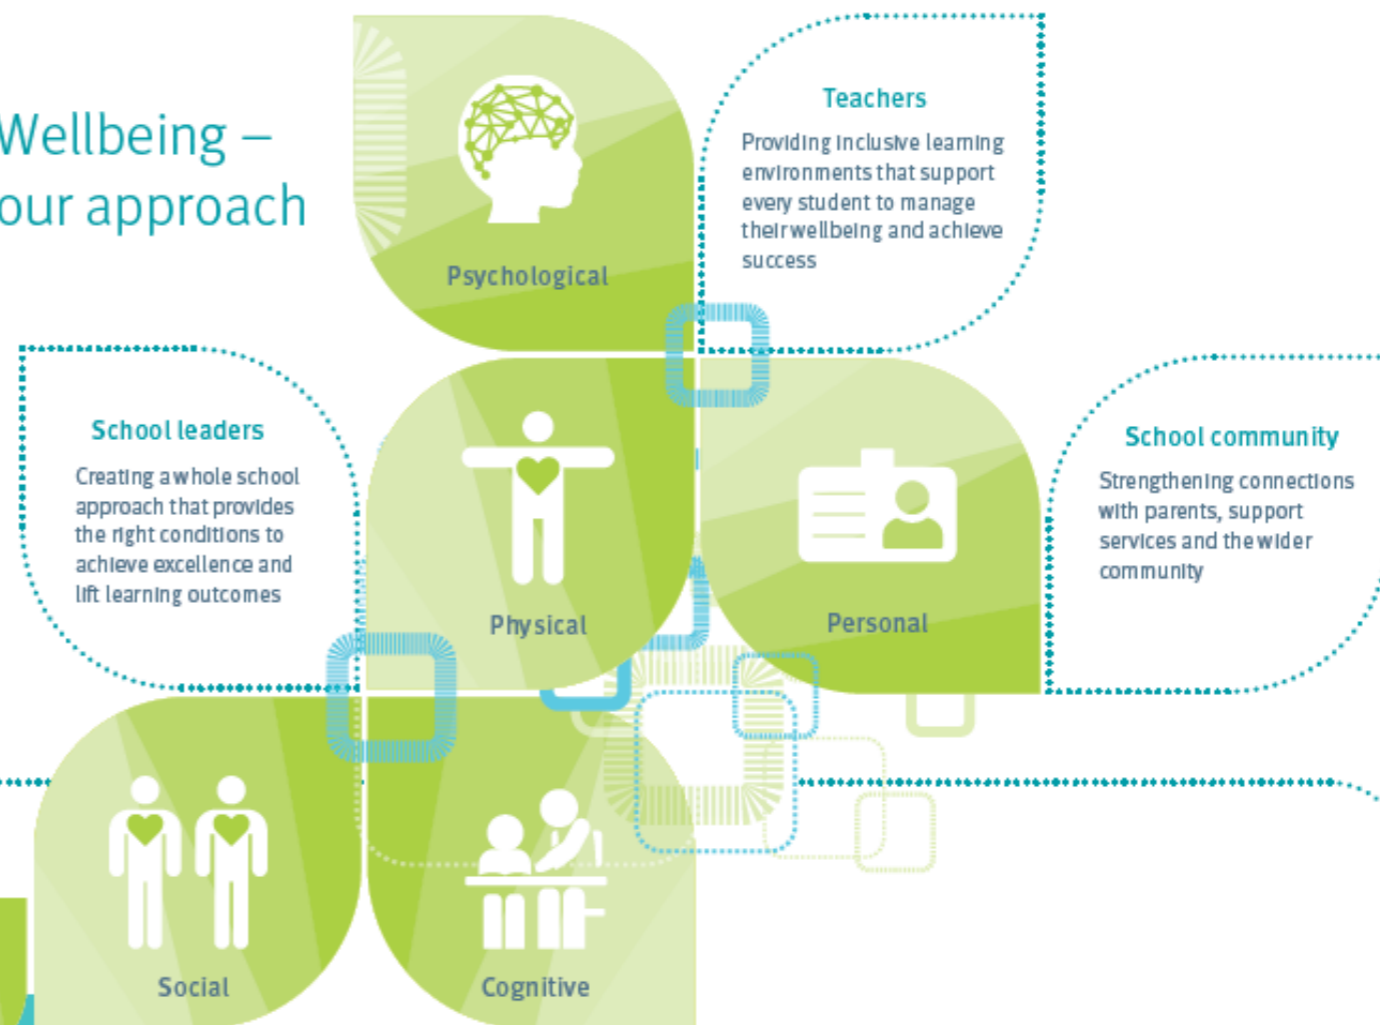 Wellbeing –
our approach
Psychological
Teachers
Providing inclusive learning
environments that support
every student to manage
their wellbeing and achieve
success
School leaders
Creating a whole school
approach that provides
the right conditions to
achieve excellence and
lift learning outcomes
Physical
Personal
School community
Strengthening connections
with parents, support
services and the wider
community
Social
Cognitive